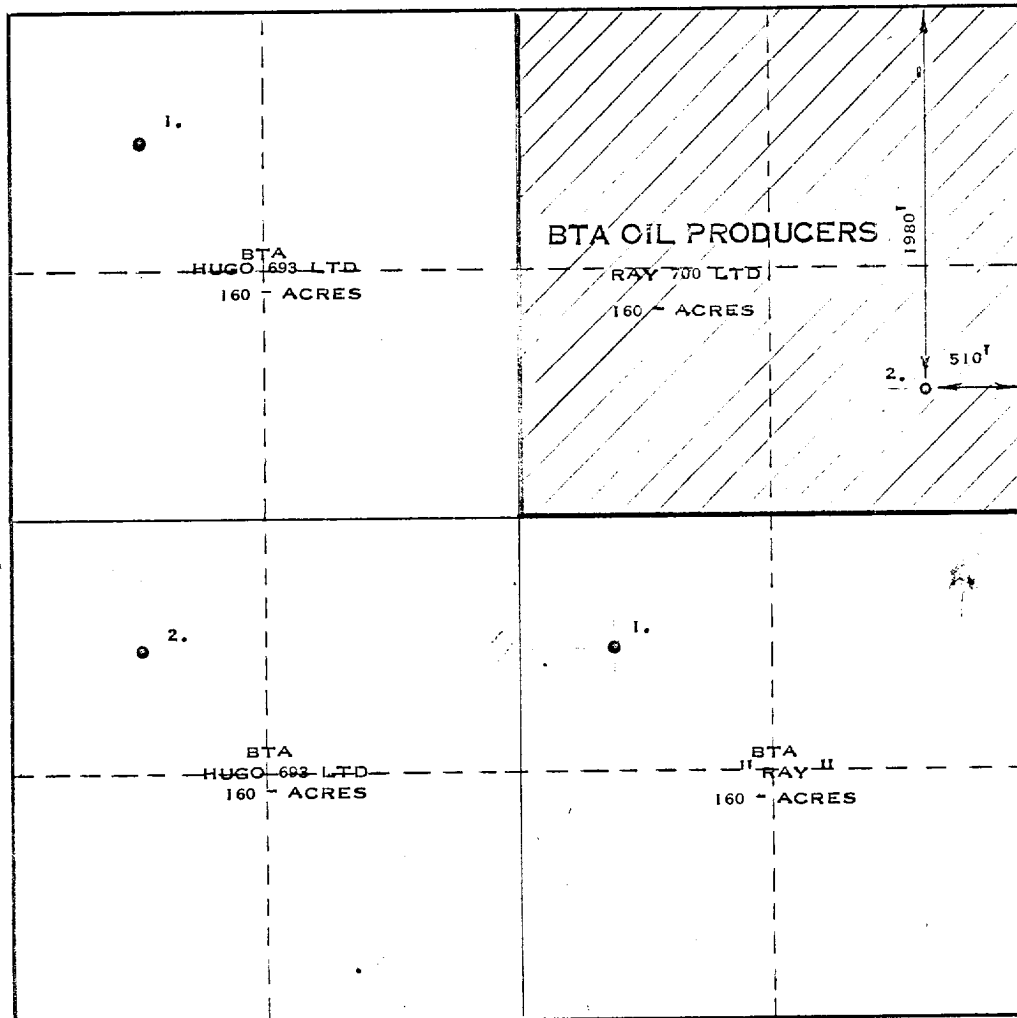 1.
BTA
HUGO 693 LTD
160 - ACRES
BTA OIL PRODUCERS
RAY 700 LTD
160 - ACRES
1980'
2.
510'
2.
BTA
HUGO 693 LTD
160 - ACRES
1.
BTA
" RAY "
160 - ACRES